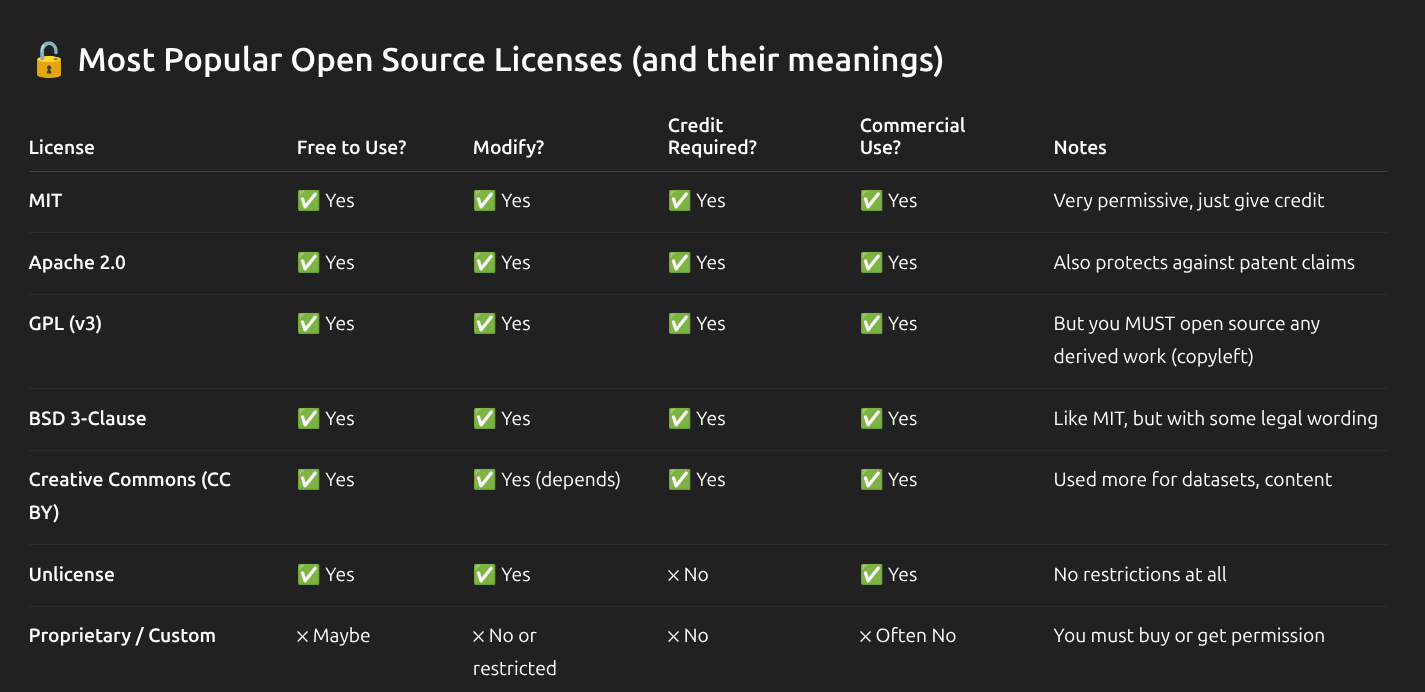 🔓 Most Popular Open Source Licenses (and their meanings)
License Free to Use? Modify? Credit Required? Commercial Use? Notes
MIT ✅ Yes ✅ Yes ✅ Yes ✅ Yes Very permissive, just give credit
Apache 2.0 ✅ Yes ✅ Yes ✅ Yes ✅ Yes Also protects against patent claims
GPL (v3) ✅ Yes ✅ Yes ✅ Yes ✅ Yes But you MUST open source any
derived work (copyleft)
BSD 3-Clause ✅ Yes ✅ Yes ✅ Yes ✅ Yes Like MIT, but with some legal wording
Creative Commons (CC ✅ Yes ✅ Yes (depends) ✅ Yes ✅ Yes Used more for datasets, content
BY)
Unlicense ✅ Yes ✅ Yes × No ✅ Yes No restrictions at all
Proprietary / Custom × Maybe × No or × No × Often No You must buy or get permission
restricted